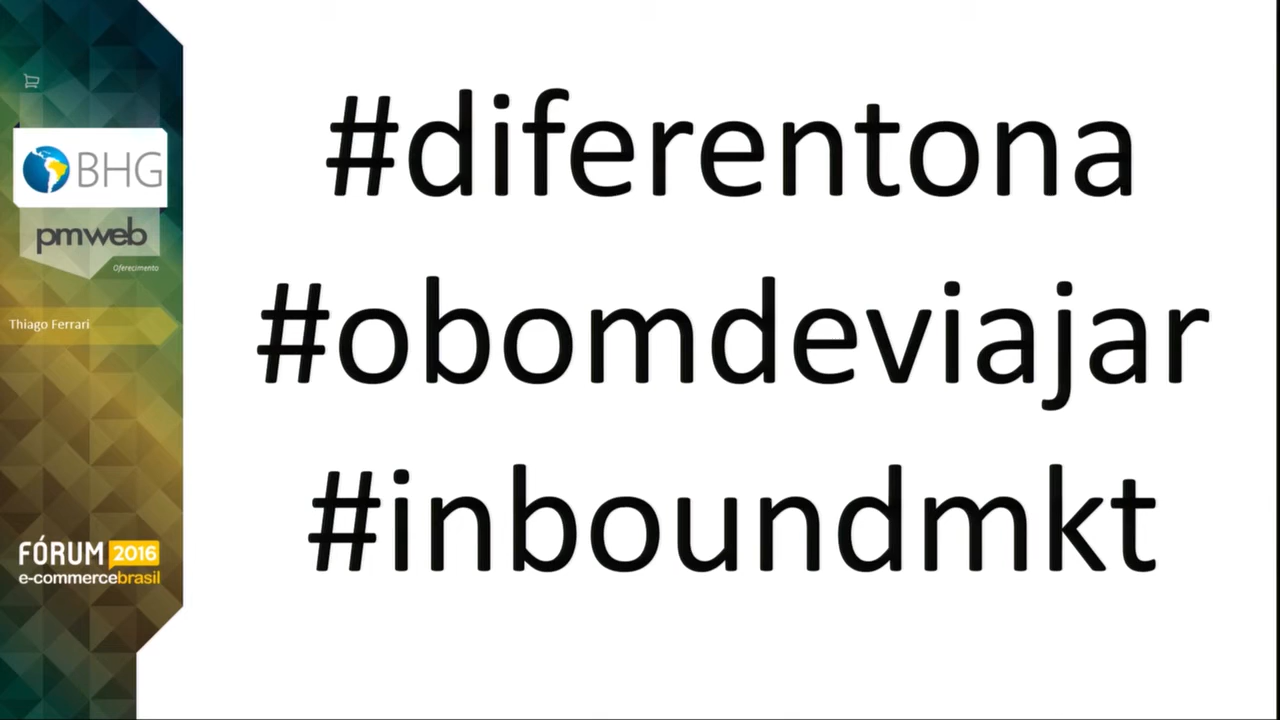 BHG
pmweb
Oferecimento
Thiago Ferrari
FÓRUM 2016
e-commercebrasil
#diferentona
#obomdeviajar
#inboundmkt